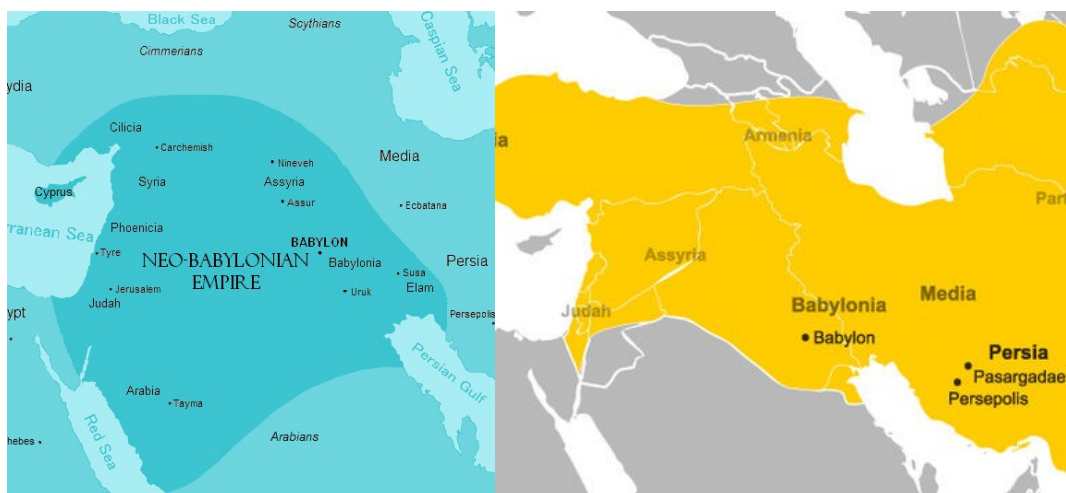 Black Sea
Scythians
Cimmerians
Caspian Sea
ydia
Cilicia
Carchemish
Media
Nineveh
Syria
Assyria
Cyprus
Assur
Ecbatana
Phoenicia
rranean Sea
BABYLON
Tyre
NEO-BABYLONIAN
EMPIRE
Babylonia
Persia
Susa
Elam
Jerusalem
Uruk
Judah
ypt
Persepolis
Persian Gulf
Arabia
Tayma
Red Sea
Arabians
hebes
ia
Armenia
Part
Assyria
Judah
Babylonia
Media
Babylon
Persia
Pasargadae
Persepolis